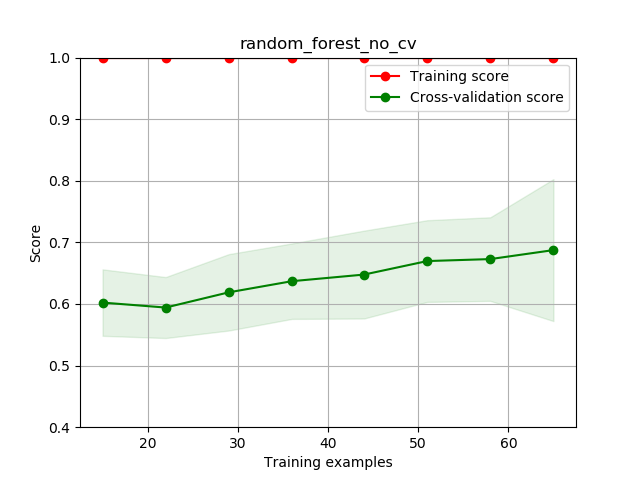 random_forest_no_cv
Training score
Cross-validation score
1.0
0.9
0.8
0.7
0.6
0.5
0.4
Score
20
30
40
50
60
Training examples